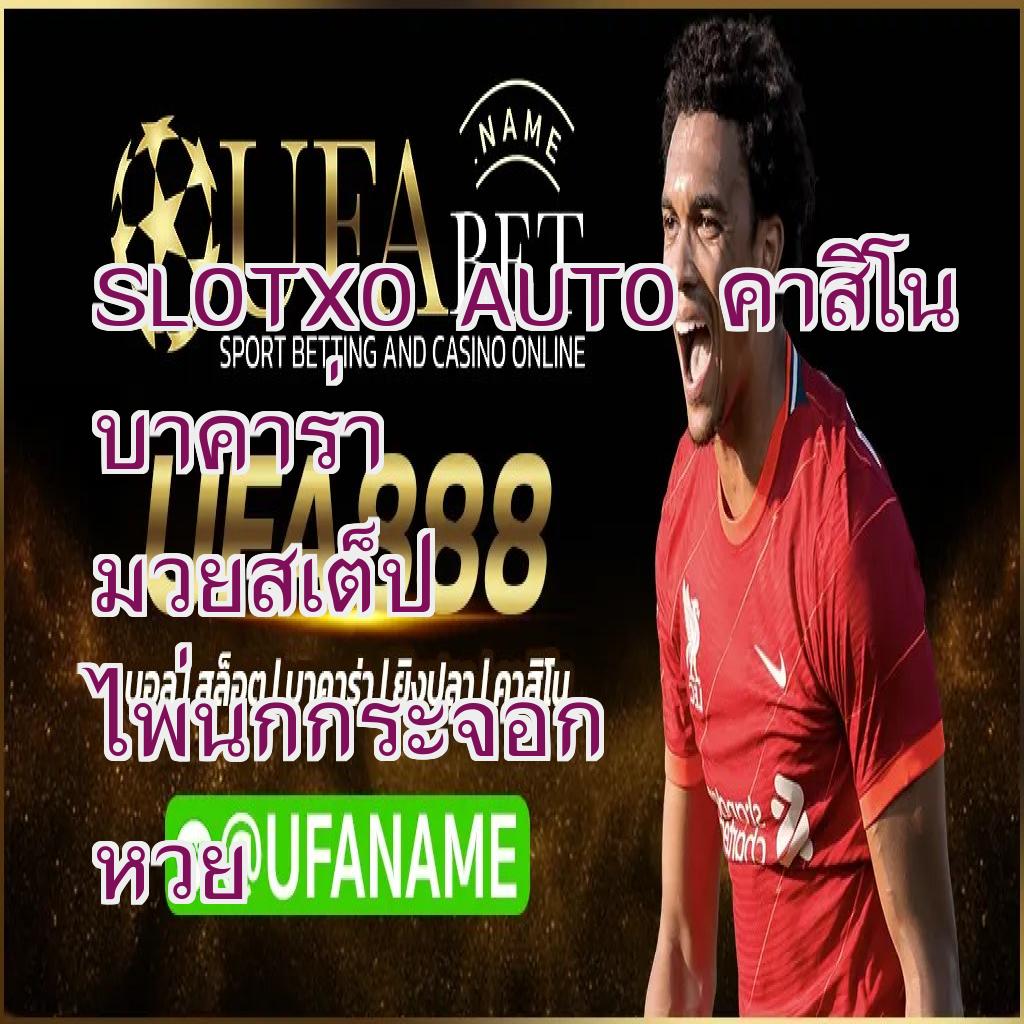 .NAME
UFA BET
SLOTXO AUTO คาสิโน
SPORT BETTING AND CASINO ONLINE
บาคาร่า
UFA888
มวยสเต็ป
บอล | สล็อต | บาคาร่า | ยิงปลา | คาสิโน
ไพ่นกกระจอก
หวย @UFANAME